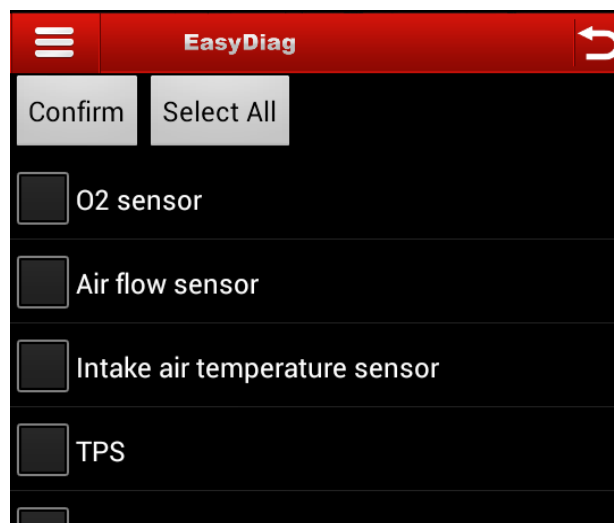 EasyDiag
Confirm Select All
O2 sensor
Air flow sensor
Intake air temperature sensor
TPS